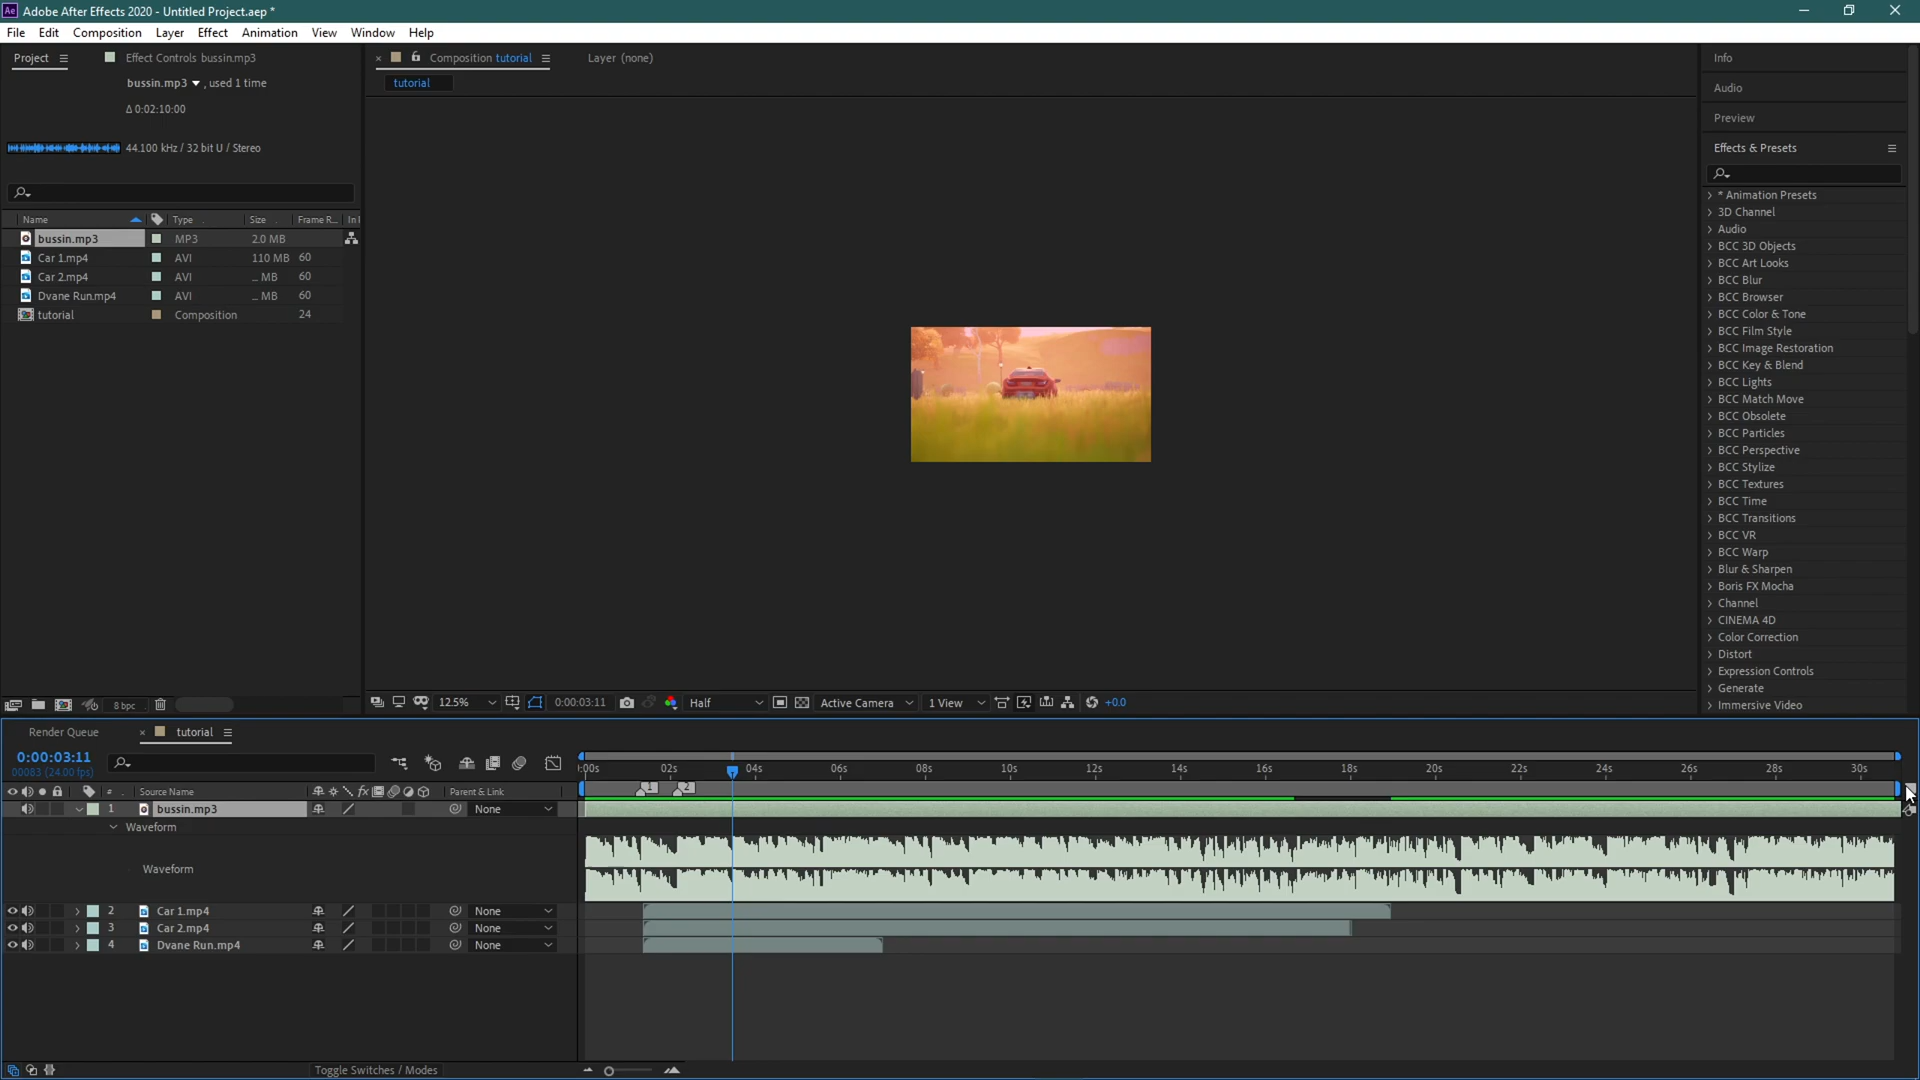 Adobe After Effects 2020 - Untitled Project.aep *
File Edit Composition Layer Effect Animation View Window Help
Project Effect Controls bussin.mp3
bussin.mp3 , used 1 time
Δ 0:02:10:00
44.100 kHz / 32 bit U / Stereo
Name Type Size Frame R... In
bussin.mp3 MP3 2.0 MB
Car 1.mp4 AVI 110 MB 60
Car 2.mp4 AVI ... MB 60
Dvane Run.mp4 AVI ... MB 60
tutorial Composition 24
8 bpc
Composition tutorial Layer (none)
tutorial
12.5% 0:00:03:11 Half Active Camera 1 View +0.0
Info
Audio
Preview
Effects & Presets
* Animation Presets
3D Channel
Audio
BCC 3D Objects
BCC Art Looks
BCC Blur
BCC Browser
BCC Color & Tone
BCC Film Style
BCC Image Restoration
BCC Key & Blend
BCC Lights
BCC Match Move
BCC Obsolete
BCC Particles
BCC Perspective
BCC Stylize
BCC Textures
BCC Time
BCC Transitions
BCC VR
BCC Warp
Blur & Sharpen
Boris FX Mocha
Channel
CINEMA 4D
Color Correction
Distort
Expression Controls
Generate
Immersive Video
Render Queue tutorial
0:00:03:11
00083 (24.00 fps)
:00s 02s 04s 06s 08s 10s 12s 14s 16s 18s 20s 22s 24s 26s 28s 30s
# Source Name fx Parent & Link 1 2
1 bussin.mp3 None
Waveform
Waveform
2 Car 1.mp4 None
3 Car 2.mp4 None
4 Dvane Run.mp4 None
Toggle Switches / Modes